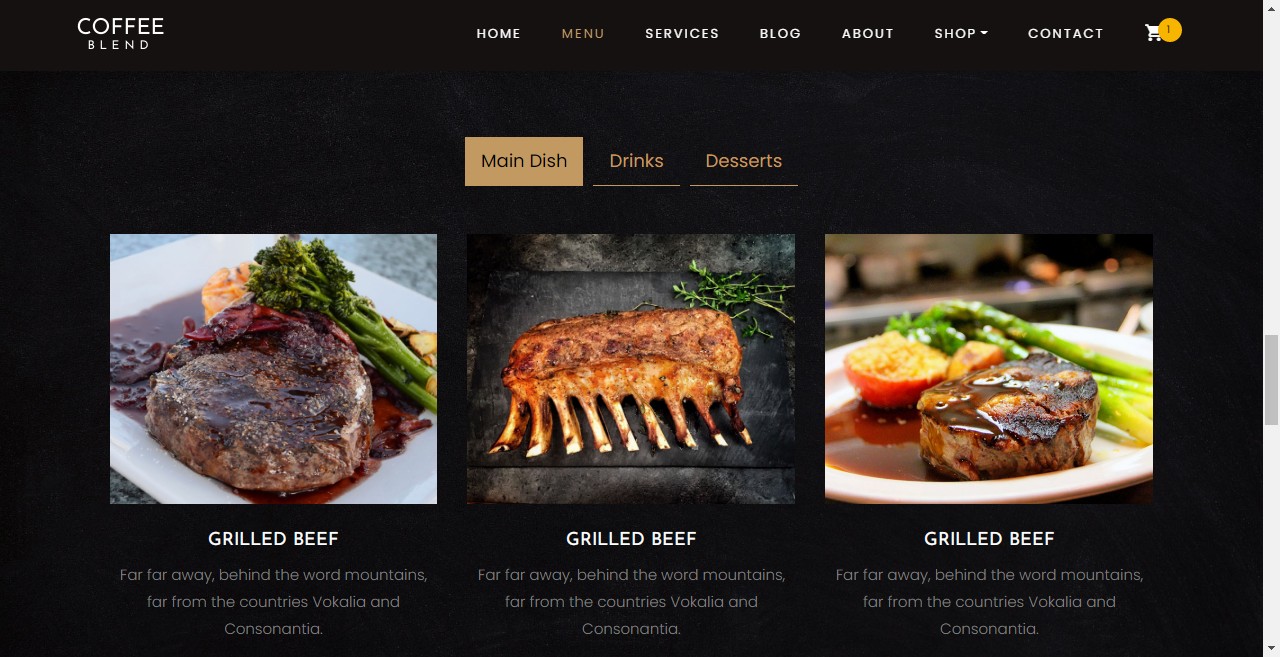 COFFEE
BLEND
HOME MENU SERVICES BLOG ABOUT SHOP CONTACT 1
Main Dish Drinks Desserts
GRILLED BEEF
Far far away, behind the word mountains,
far from the countries Vokalia and
Consonantia.
GRILLED BEEF
Far far away, behind the word mountains,
far from the countries Vokalia and
Consonantia.
GRILLED BEEF
Far far away, behind the word mountains,
far from the countries Vokalia and
Consonantia.